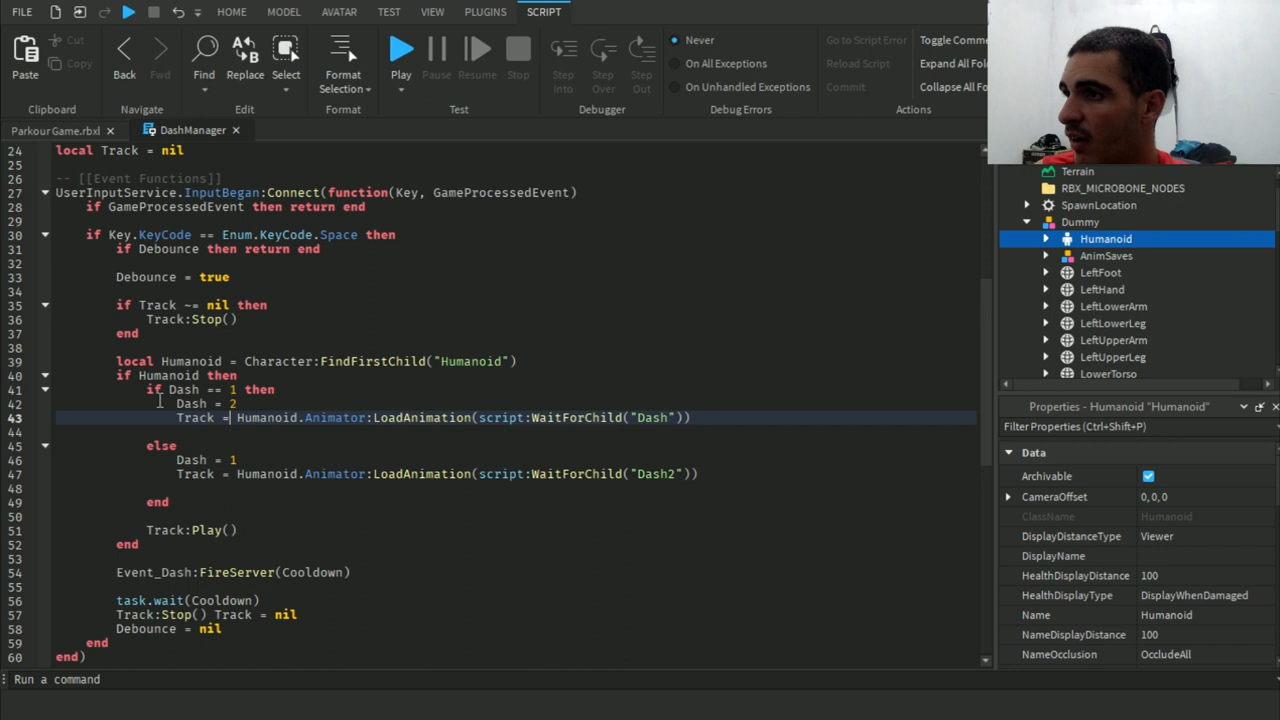 FILE HOME MODEL AVATAR TEST VIEW PLUGINS SCRIPT
Paste Cut Copy
Back Fwd
Find Replace Select
Format Selection
Play Pause Resume Stop
Step Into Step Over Step Out
Never
On All Exceptions
On Unhandled Exceptions
Go to Script Error
Reload Script
Commit
Toggle Comme
Expand All Fol
Collapse All Fo
Clipboard Navigate Edit Format Test Debugger Debug Errors Actions
Parkour Game.rbxl × DashManager ×
24 local Track = nil
25
26 -- [[Event Functions]]
27 UserInputService.InputBegan:Connect(function(Key, GameProcessedEvent)
28 if GameProcessedEvent then return end
29
30 if Key.KeyCode == Enum.KeyCode.Space then
31 if Debounce then return end
32
33 Debounce = true
34
35 if Track ~= nil then
36 Track:Stop()
37 end
38
39 local Humanoid = Character:FindFirstChild("Humanoid")
40 if Humanoid then
41 if Dash == 1 then
42 Dash = 2
43 Track = Humanoid.Animator:LoadAnimation(script:WaitForChild("Dash"))
44
45 else
46 Dash = 1
47 Track = Humanoid.Animator:LoadAnimation(script:WaitForChild("Dash2"))
48
49 end
50
51 Track:Play()
52 end
53
54 Event_Dash:FireServer(Cooldown)
55
56 task.wait(Cooldown)
57 Track:Stop() Track = nil
58 Debounce = nil
59 end
60 end)
Run a command
Terrain
RBX_MICROBONE_NODES
SpawnLocation
Dummy
Humanoid
AnimSaves
LeftFoot
LeftHand
LeftLowerArm
LeftLowerLeg
LeftUpperArm
LeftUpperLeg
LowerTorso
Properties - Humanoid "Humanoid"
Filter Properties (Ctrl+Shift+P)
Data
Archivable
CameraOffset 0, 0, 0
ClassName Humanoid
DisplayDistanceType Viewer
DisplayName
HealthDisplayDistance 100
HealthDisplayType DisplayWhenDamaged
Name Humanoid
NameDisplayDistance 100
NameOcclusion OccludeAll